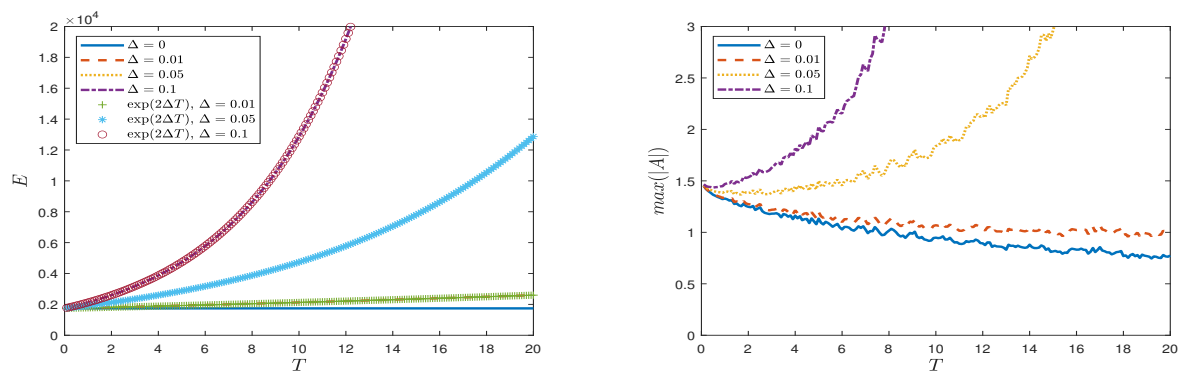 ×10⁴
2
1.8
1.6
1.4
1.2
1
0.8
0.6
0.4
0.2
0
E
0 2 4 6 8 10 12 14 16 18 20
T
Δ = 0
Δ = 0.01
Δ = 0.05
Δ = 0.1
exp(2ΔT), Δ = 0.01
exp(2ΔT), Δ = 0.05
exp(2ΔT), Δ = 0.1
3
2.5
2
1.5
1
0.5
0
max(|A|)
0 2 4 6 8 10 12 14 16 18 20
T
Δ = 0
Δ = 0.01
Δ = 0.05
Δ = 0.1